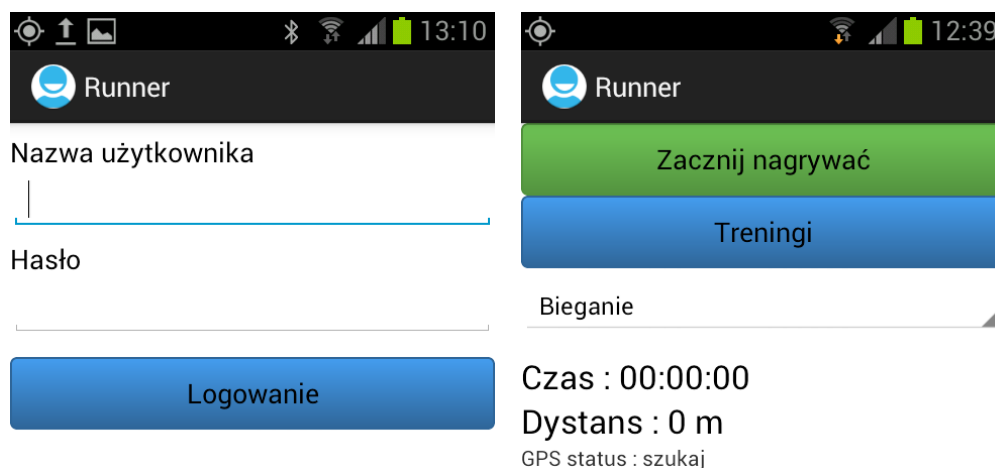 13:10
Runner
Nazwa użytkownika
Hasło
Logowanie
12:39
Runner
Zacznij nagrywać
Treningi
Bieganie
Czas : 00:00:00
Dystans : 0 m
GPS status : szukaj